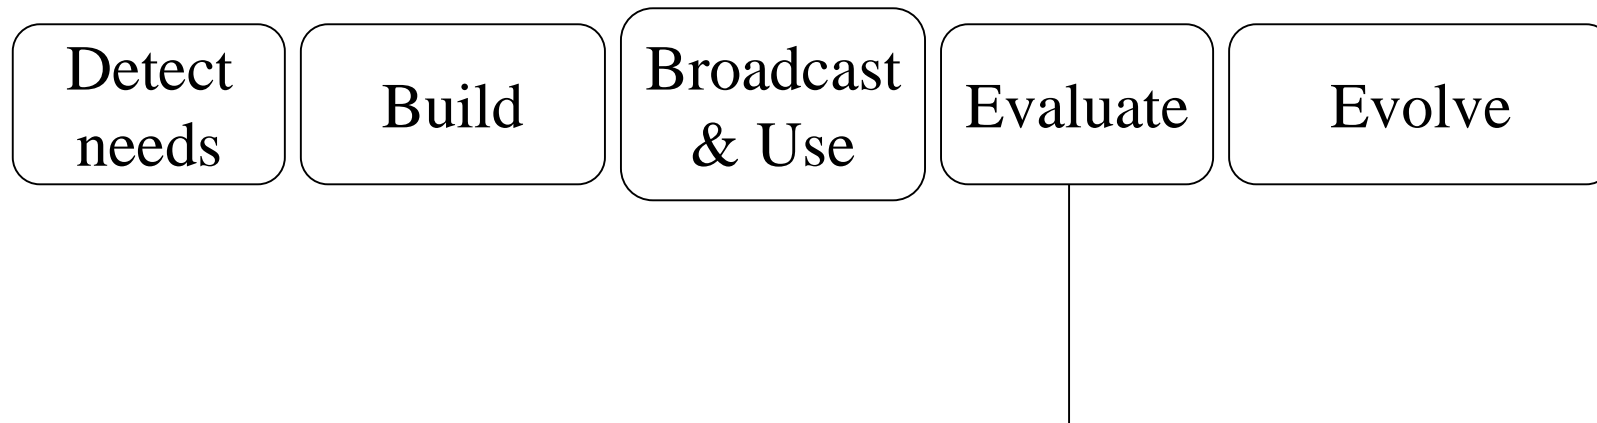 Detect
needs
Build
Broadcast
& Use
Evaluate
Evolve